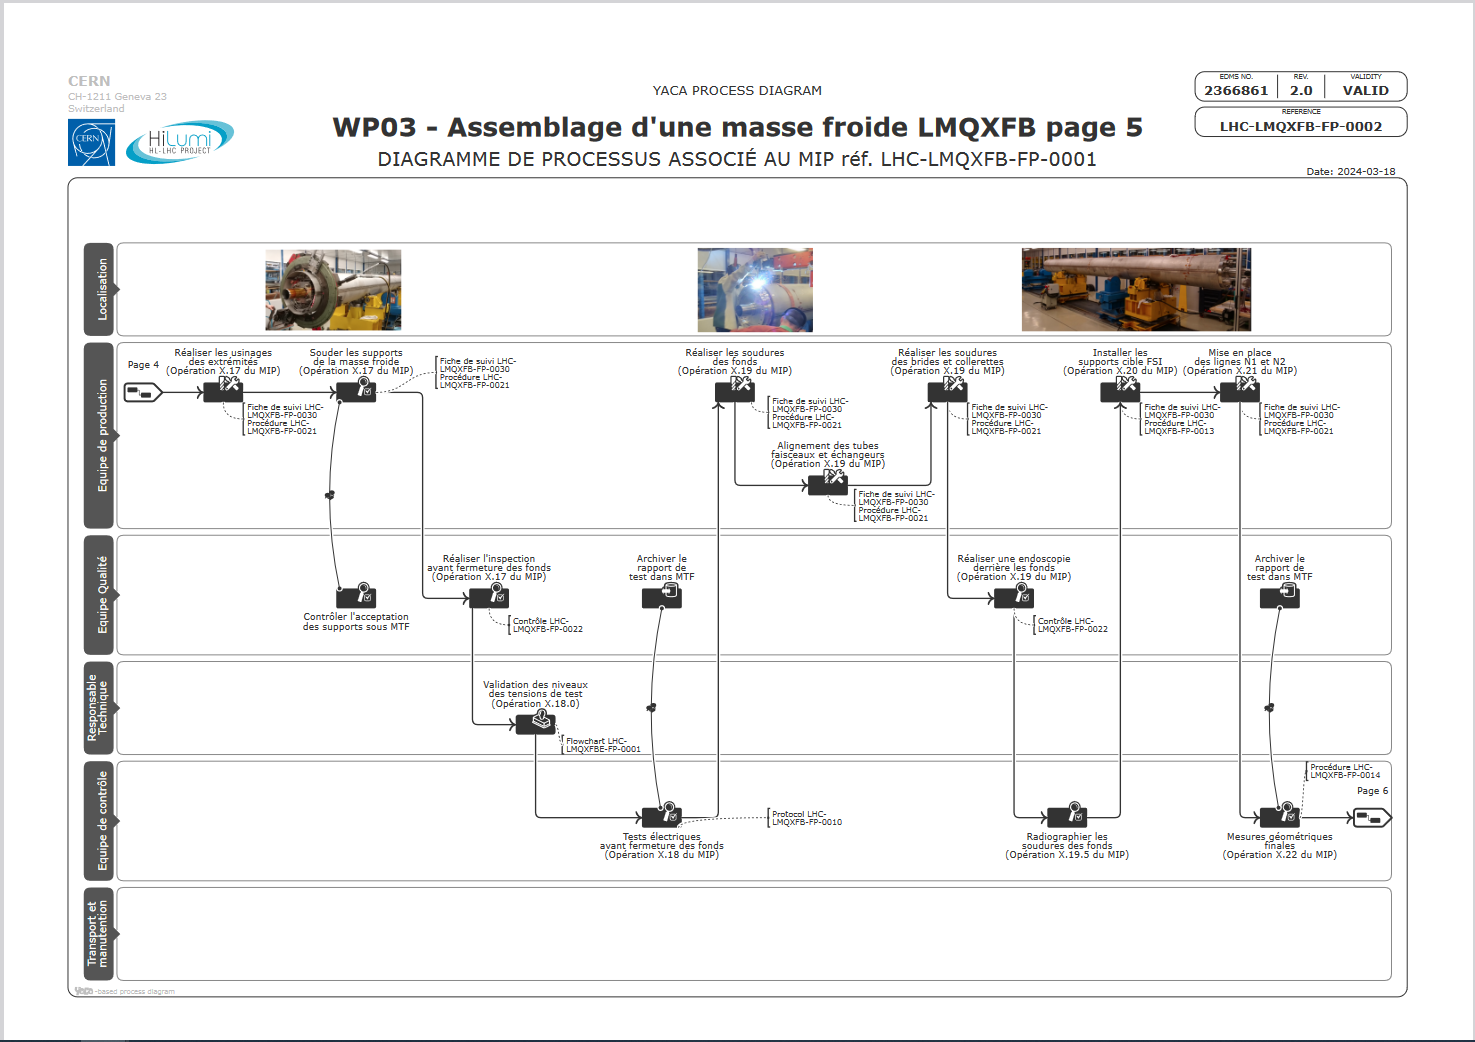 CERN
CH-1211 Geneva 23
Switzerland
CERN
HiLumi
HL-LHC PROJECT
YACA PROCESS DIAGRAM
WP03 - Assemblage d'une masse froide LMQXFB page 5
DIAGRAMME DE PROCESSUS ASSOCIÉ AU MIP réf. LHC-LMQXFB-FP-0001
EDMS NO.
REV.
VALIDITY
2366861
2.0
VALID
REFERENCE
LHC-LMQXFB-FP-0002
Date: 2024-03-18
Localisation
Equipe de production
Page 4
Réaliser les usinages
des extrémités
(Opération X.17 du MIP)
Fiche de suivi LHC-
LMQXFB-FP-0030
Procédure LHC-
LMQXFB-FP-0021
Souder les supports
de la masse froide
(Opération X.17 du MIP)
Fiche de suivi LHC-
LMQXFB-FP-0030
Procédure LHC-
LMQXFB-FP-0021
Réaliser les soudures
des fonds
(Opération X.19 du MIP)
Fiche de suivi LHC-
LMQXFB-FP-0030
Procédure LHC-
LMQXFB-FP-0021
Alignement des tubes
faisceaux et échangeurs
(Opération X.19 du MIP)
Fiche de suivi LHC-
LMQXFB-FP-0030
Procédure LHC-
LMQXFB-FP-0021
Réaliser les soudures
des brides et collerettes
(Opération X.19 du MIP)
Fiche de suivi LHC-
LMQXFB-FP-0030
Procédure LHC-
LMQXFB-FP-0021
Installer les
supports cible FSI
(Opération X.20 du MIP)
Fiche de suivi LHC-
LMQXFB-FP-0030
Procédure LHC-
LMQXFB-FP-0013
Mise en place
des lignes N1 et N2
(Opération X.21 du MIP)
Fiche de suivi LHC-
LMQXFB-FP-0030
Procédure LHC-
LMQXFB-FP-0021
Equipe Qualité
Contrôler l'acceptation
des supports sous MTF
Réaliser l'inspection
avant fermeture des fonds
(Opération X.17 du MIP)
Contrôle LHC-
LMQXFB-FP-0022
Archiver le
rapport de
test dans MTF
Réaliser une endoscopie
derrière les fonds
(Opération X.19 du MIP)
Contrôle LHC-
LMQXFB-FP-0022
Archiver le
rapport de
test dans MTF
Responsable
Technique
Validation des niveaux
des tensions de test
(Opération X.18.0)
Flowchart LHC-
LMQXFBE-FP-0001
Equipe de contrôle
Tests électriques
avant fermeture des fonds
(Opération X.18 du MIP)
Protocol LHC-
LMQXFB-FP-0010
Radiographier les
soudures des fonds
(Opération X.19.5 du MIP)
Mesures géométriques
finales
(Opération X.22 du MIP)
Procédure LHC-
LMQXFB-FP-0014
Page 6
Transport et
manutention
yaca -based process diagram